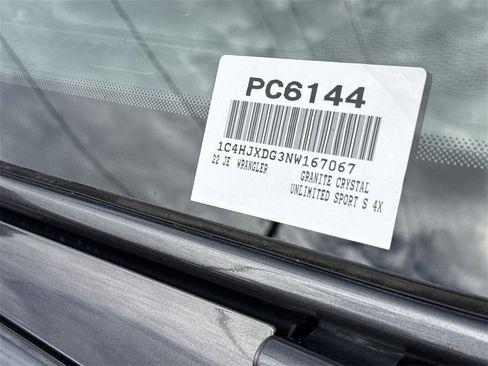 PC6144
1C4HJXDG3NW167067
22 JE WRANGLER GRANITE CRYSTAL
UNLIMITED SPORT S 4X